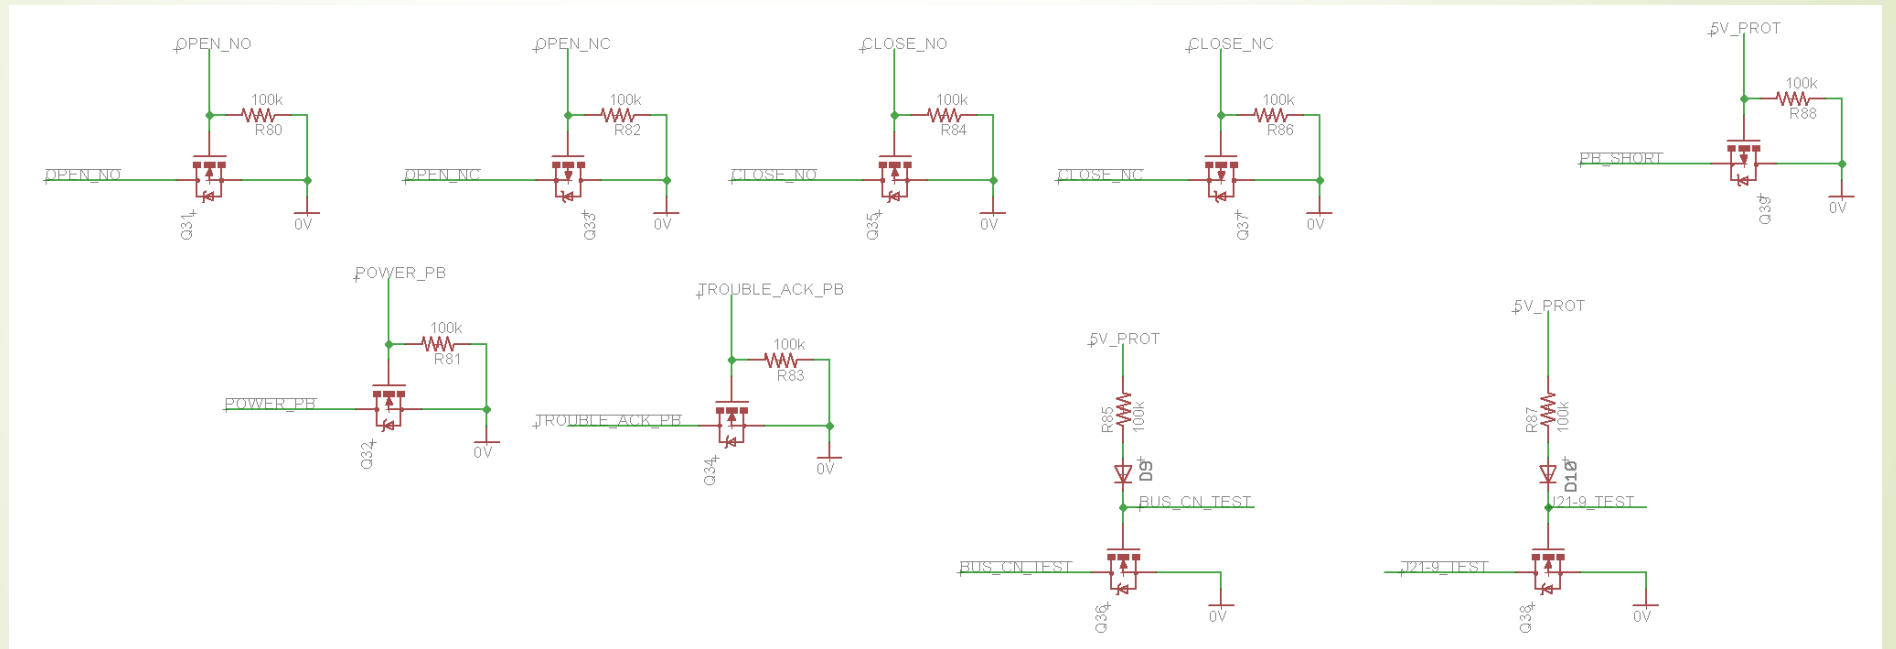 OPEN_NO
100k
R80
OPEN_NO
Q31
0V
OPEN_NC
100k
R82
OPEN_NC
Q33
0V
CLOSE_NO
100k
R84
CLOSE_NO
Q35
0V
CLOSE_NC
100k
R86
CLOSE_NC
Q37
0V
5V_PROT
100k
R88
PB_SHORT
Q39
0V
POWER_PB
100k
R81
POWER_PB
Q32
0V
TROUBLE_ACK_PB
100k
R83
TROUBLE_ACK_PB
Q34
0V
5V_PROT
R85
100k
D9
BUS_CN_TEST
BUS_CN_TEST
Q36
0V
5V_PROT
R87
100k
D10
J21-9_TEST
J21-9_TEST
Q38
0V